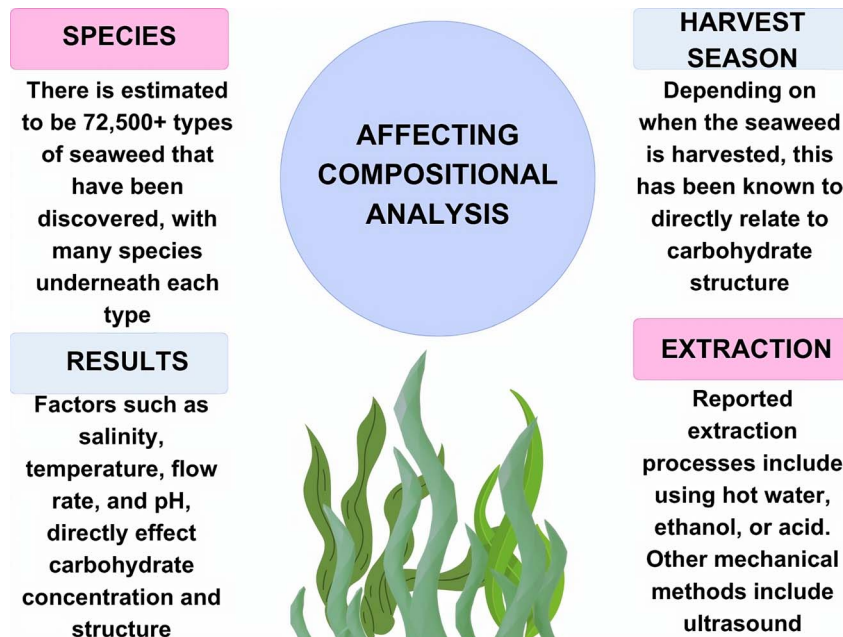 SPECIES
There is estimated
to be 72,500+ types
of seaweed that
have been
discovered, with
many species
underneath each
type
RESULTS
Factors such as
salinity,
temperature, flow
rate, and pH,
directly effect
carbohydrate
concentration and
structure
AFFECTING
COMPOSITIONAL
ANALYSIS
HARVEST
SEASON
Depending on
when the seaweed
is harvested, this
has been known to
directly relate to
carbohydrate
structure
EXTRACTION
Reported
extraction
processes include
using hot water,
ethanol, or acid.
Other mechanical
methods include
ultrasound